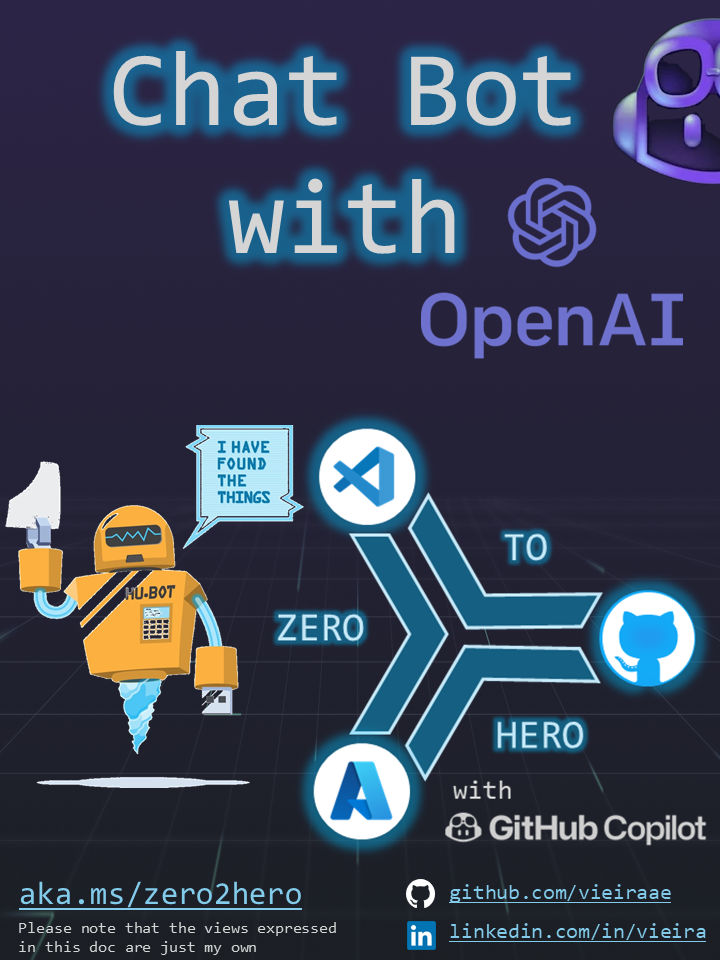 Chat Bot
with
OpenAI
I HAVE
FOUND
THE
THINGS
MU-BOT
TO
ZERO
HERO
with
GitHub Copilot
aka.ms/zero2hero
Please note that the views expressed
in this doc are just my own
github.com/vieiraae
linkedin.com/in/vieira